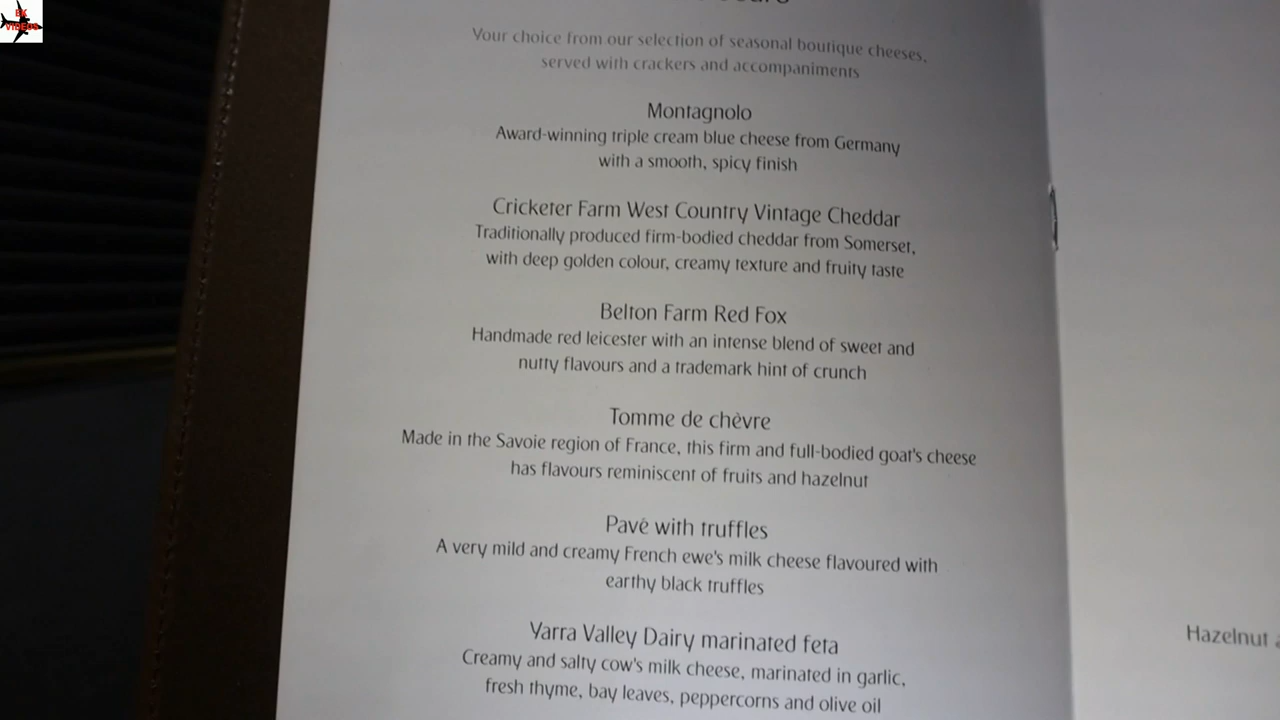 EK
VIDEOS
Your choice from our selection of seasonal boutique cheeses,
served with crackers and accompaniments
Montagnolo
Award-winning triple cream blue cheese from Germany
with a smooth, spicy finish
Cricketer Farm West Country Vintage Cheddar
Traditionally produced firm-bodied cheddar from Somerset,
with deep golden colour, creamy texture and fruity taste
Belton Farm Red Fox
Handmade red leicester with an intense blend of sweet and
nutty flavours and a trademark hint of crunch
Tomme de chèvre
Made in the Savoie region of France, this firm and full-bodied goat's cheese
has flavours reminiscent of fruits and hazelnut
Pavé with truffles
A very mild and creamy French ewe's milk cheese flavoured with
earthy black truffles
Yarra Valley Dairy marinated feta
Creamy and salty cow's milk cheese, marinated in garlic,
fresh thyme, bay leaves, peppercorns and olive oil
Hazelnut